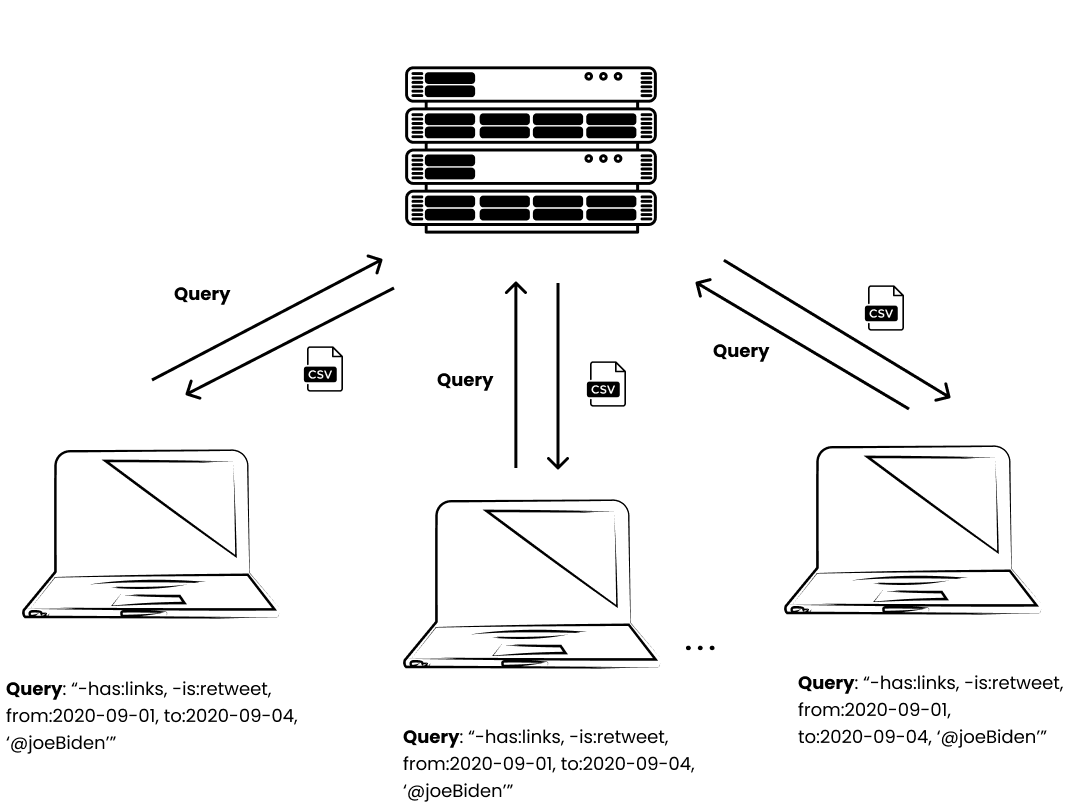 Query
CSV
Query
CSV
Query
CSV
Query: “-has:links, -is:retweet,
from:2020-09-01, to:2020-09-04,
‘@joeBiden’”
...
Query: “-has:links, -is:retweet,
from:2020-09-01, to:2020-09-04,
‘@joeBiden’”
Query: “-has:links, -is:retweet,
from:2020-09-01,
to:2020-09-04, ‘@joeBiden’”